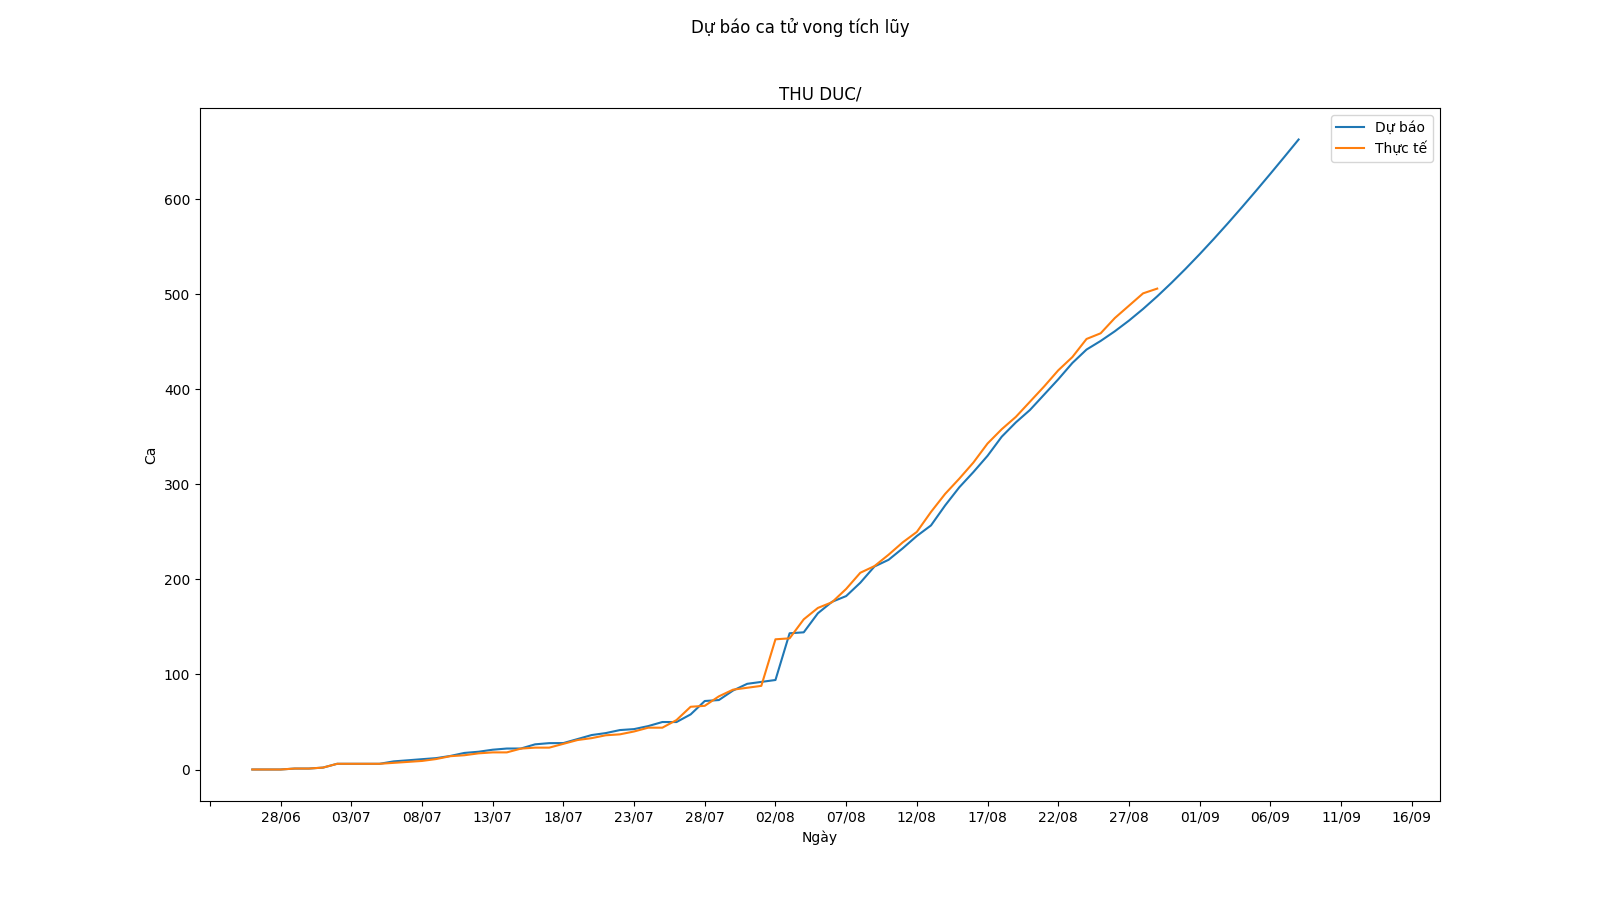 Dự báo ca tử vong tích lũy
THU DUC/
Dự báo
Thực tế
600
500
400
300
200
100
0
Ca
28/06 03/07 08/07 13/07 18/07 23/07 28/07 02/08 07/08 12/08 17/08 22/08 27/08 01/09 06/09 11/09 16/09
Ngày